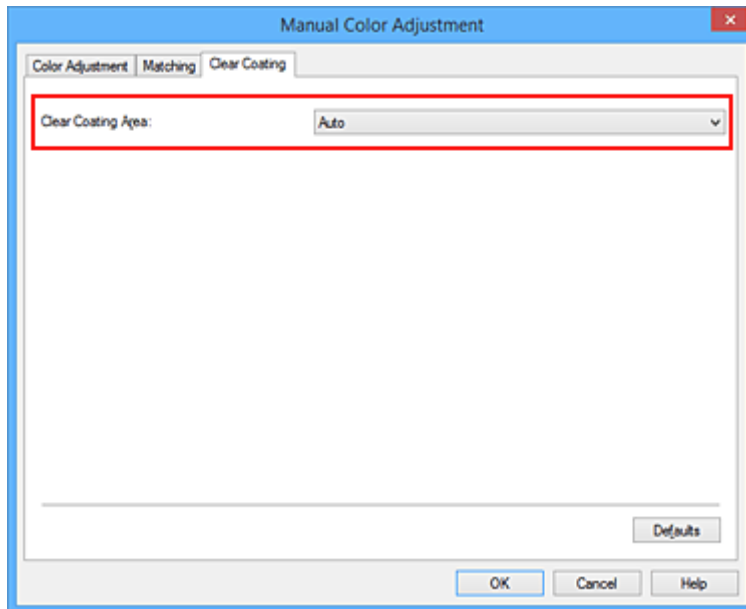 Manual Color Adjustment
Color Adjustment Matching Clear Coating
Clear Coating Area: Auto
Defaults
OK Cancel Help